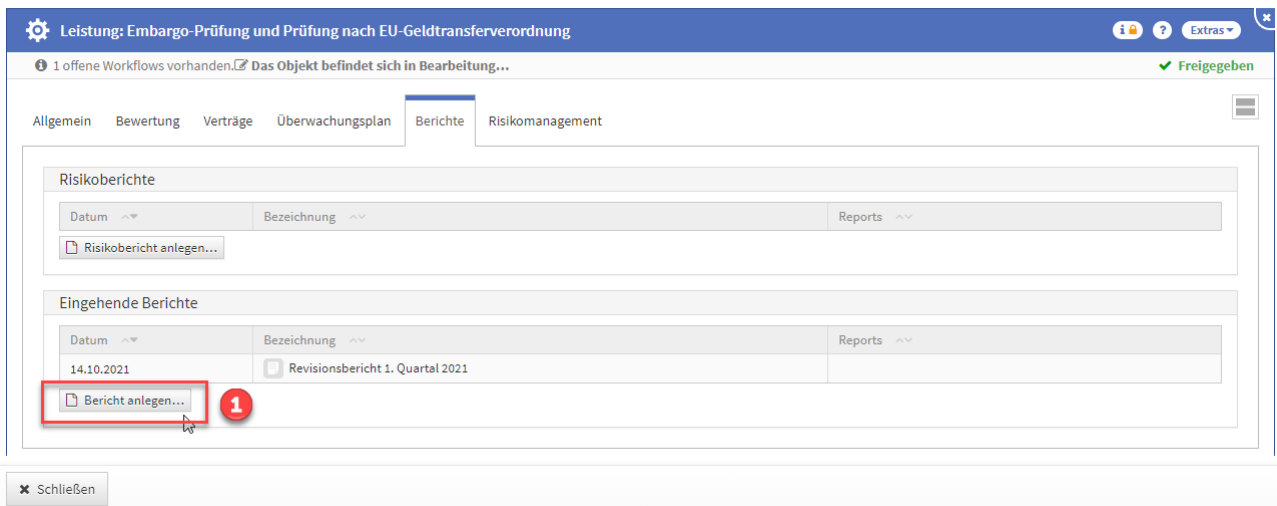 Leistung: Embargo-Prüfung und Prüfung nach EU-Geldtransferverordnung
i ? Extras
1 offene Workflows vorhanden. Das Objekt befindet sich in Bearbeitung... Freigegeben
Allgemein Bewertung Verträge Überwachungsplan Berichte Risikomanagement
Risikoberichte
Datum Bezeichnung Reports
Risikobericht anlegen...
Eingehende Berichte
Datum Bezeichnung Reports
14.10.2021 Revisionsbericht 1. Quartal 2021
Bericht anlegen...
1
Schließen